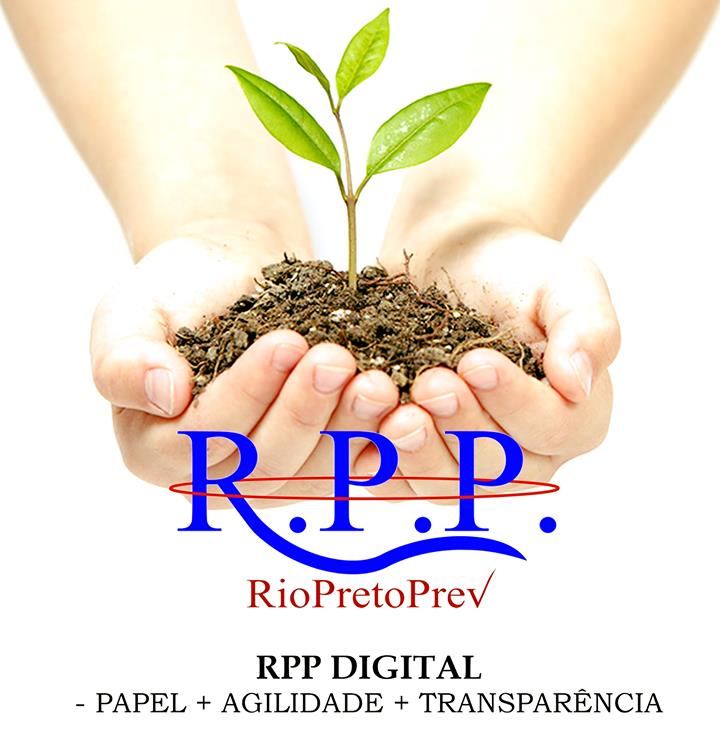 R.P.P.
RioPretoPrev
RPP DIGITAL
- PAPEL + AGILIDADE + TRANSPARÊNCIA